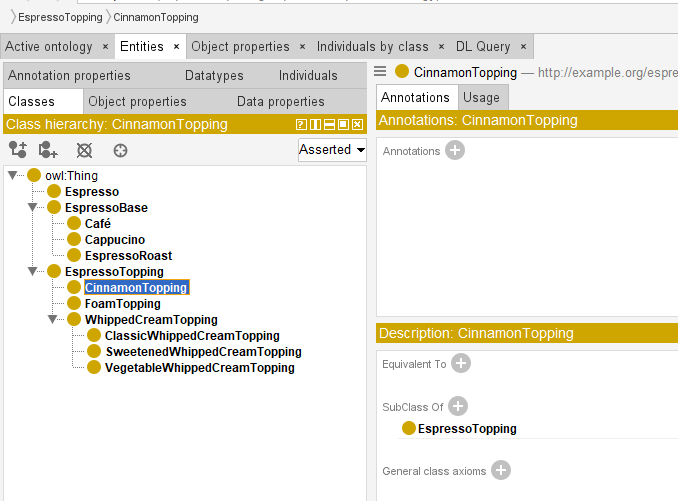 EspressoTopping CinnamonTopping
Active ontology × Entities × Object properties × Individuals by class × DL Query ×
Annotation properties Datatypes Individuals
Classes Object properties Data properties
Class hierarchy: CinnamonTopping
Asserted
owl:Thing
Espresso
EspressoBase
Café
Cappucino
EspressoRoast
EspressoTopping
CinnamonTopping
FoamTopping
WhippedCreamTopping
ClassicWhippedCreamTopping
SweetenedWhippedCreamTopping
VegetableWhippedCreamTopping
CinnamonTopping — http://example.org/espre
Annotations Usage
Annotations: CinnamonTopping
Annotations
Description: CinnamonTopping
Equivalent To
SubClass Of
EspressoTopping
General class axioms